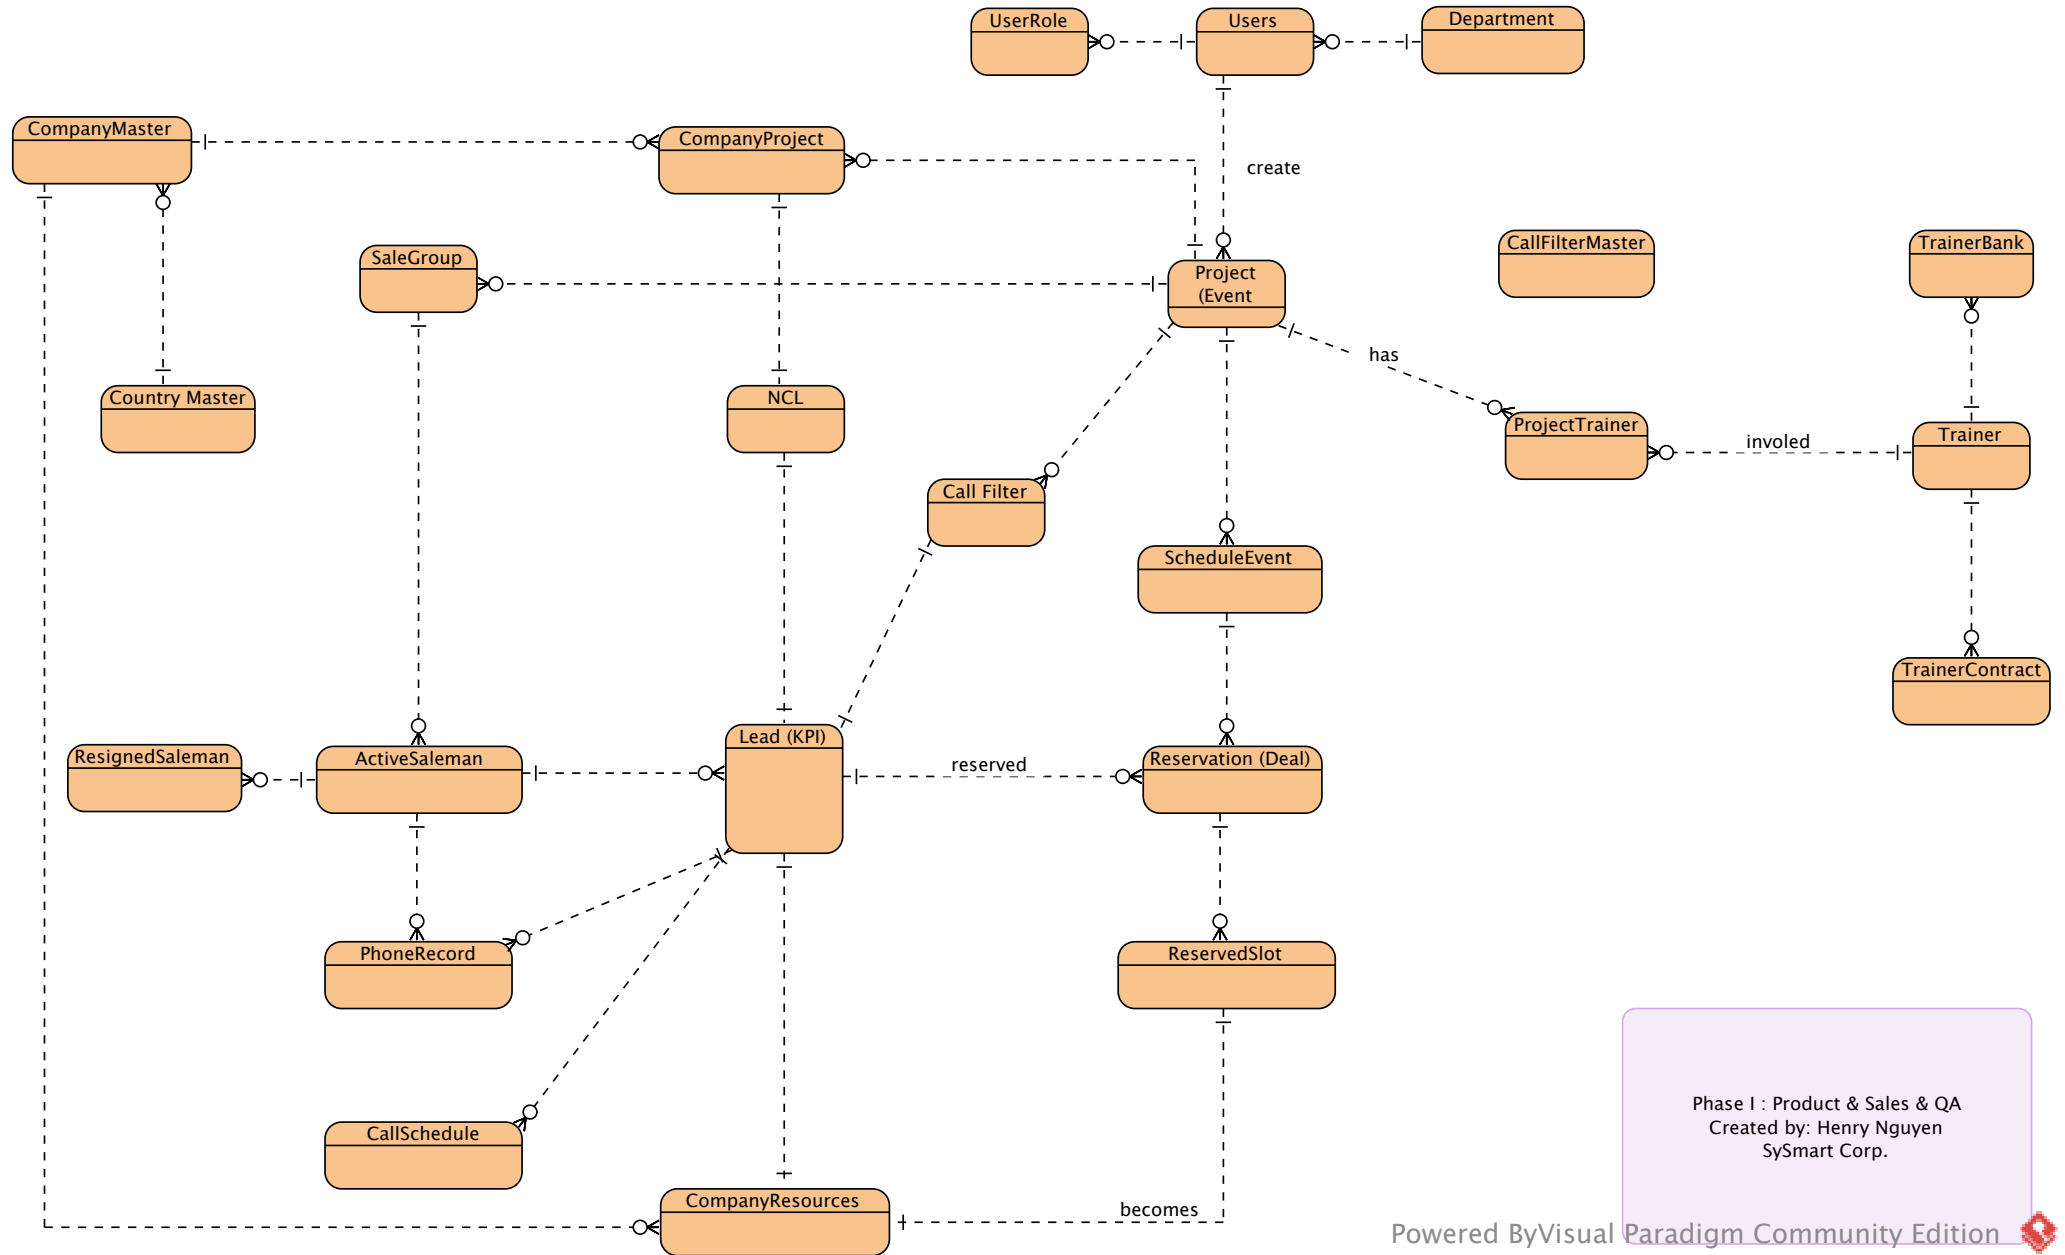 UserRole
Users
Department
CompanyMaster
CompanyProject
create
SaleGroup
Project
(Event
CallFilterMaster
TrainerBank
has
Country Master
NCL
ProjectTrainer
involed
Trainer
Call Filter
ScheduleEvent
TrainerContract
Lead (KPI)
ResignedSaleman
ActiveSaleman
reserved
Reservation (Deal)
PhoneRecord
ReservedSlot
CallSchedule
CompanyResources
becomes
Phase I : Product & Sales & QA
Created by: Henry Nguyen
SySmart Corp.
Powered ByVisual Paradigm Community Edition